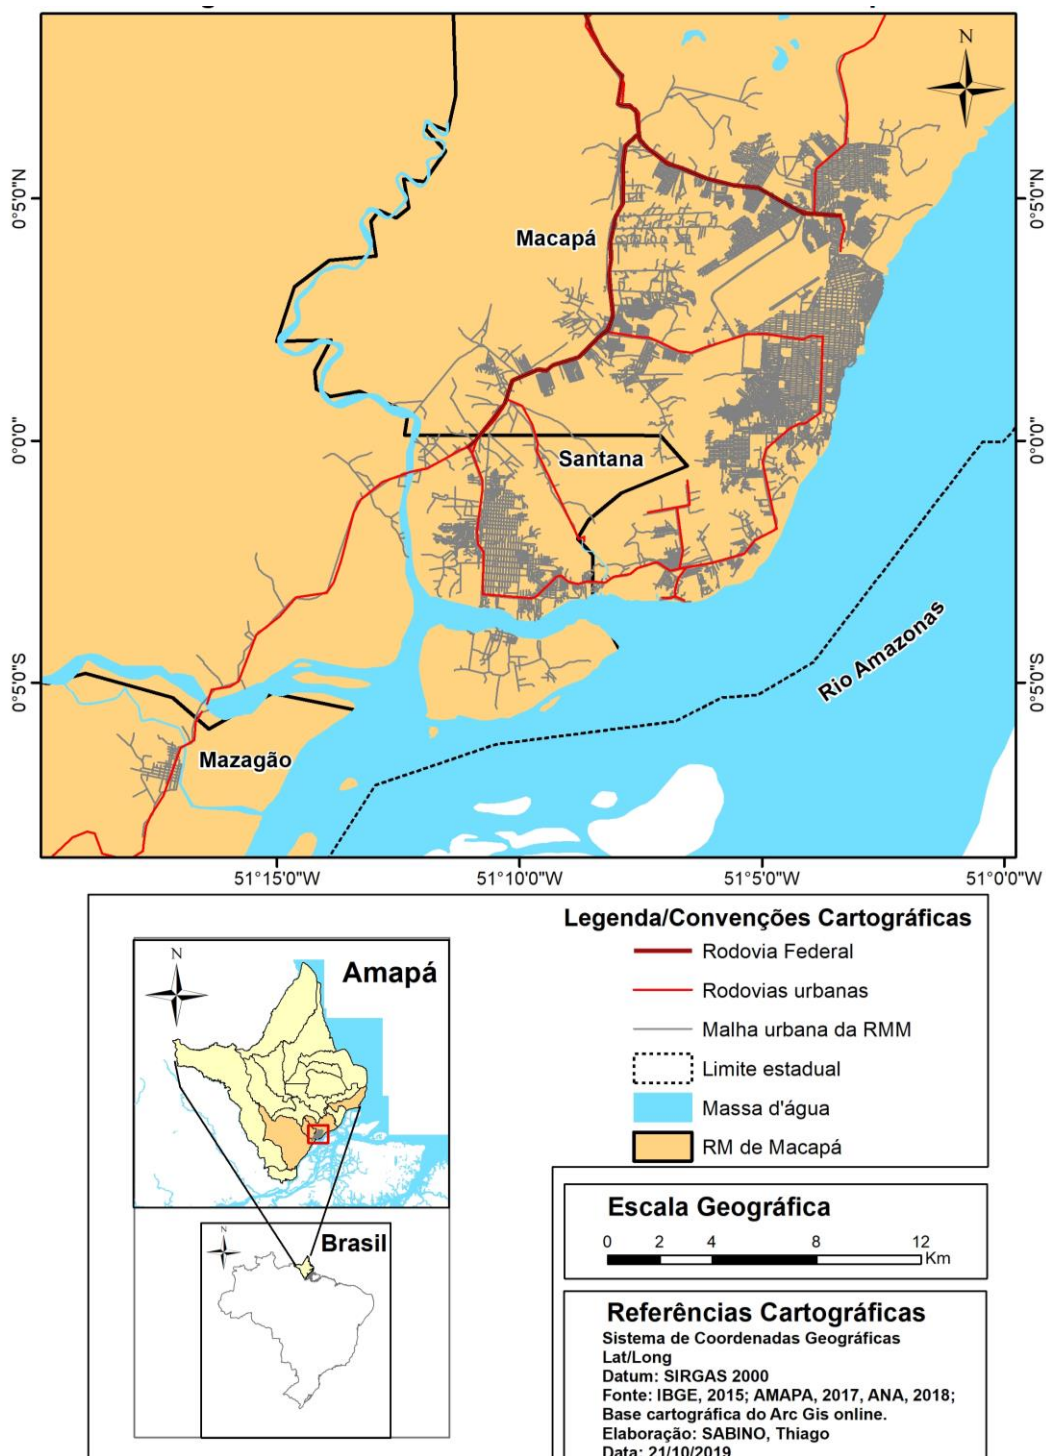 N
0°5'0"N
0°5'0"N
Macapá
0°0'0"
0°0'0"
Santana
Rio Amazonas
0°5'0"S
0°5'0"S
Mazagão
51°15'0"W
51°10'0"W
51°5'0"W
51°0'0"W
Legenda/Convenções Cartográficas
Rodovia Federal
Rodovias urbanas
Malha urbana da RMM
Limite estadual
Massa d'água
RM de Macapá
N
Amapá
N
Brasil
Escala Geográfica
0 2 4 8 12
Km
Referências Cartográficas
Sistema de Coordenadas Geográficas
Lat/Long
Datum: SIRGAS 2000
Fonte: IBGE, 2015; AMAPA, 2017, ANA, 2018;
Base cartográfica do Arc Gis online.
Elaboração: SABINO, Thiago
Data: 21/10/2019